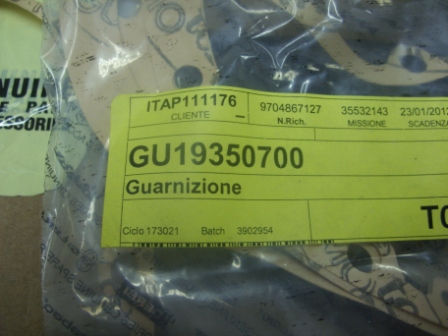 ITAP111176
CLIENTE
9704867127
N.Rich.
35532143
MISSIONE
23/01/2012
SCADENZA
GU19350700
Guarnizione
Ciclo 173021 Batch 3902954